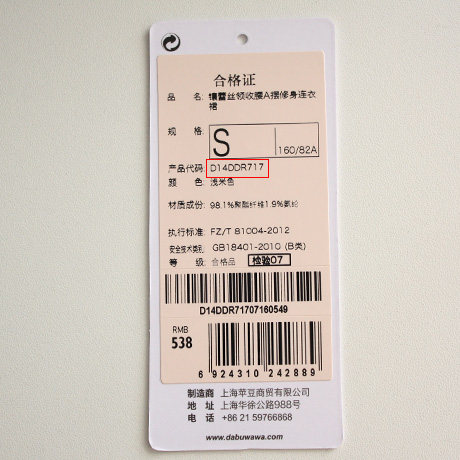 合格证
品 名: 镶蕾丝领收腰A摆修身连衣
裙
规 格:
S
160/82A
产品代码: D14DDR717
颜 色: 浅米色
材质成份: 98.1%聚酯纤维1.9%氨纶
执行标准: FZ/T 81004-2012
安全技术类别: GB18401-2010 (B类)
等 级: 合格品 检验07
D14DDR71707160549
RMB
538
6 924310 242889
制造商 上海苹豆商贸有限公司
地 址 上海华徐公路988号
电 话 +86 21 59766868
www.dabuwawa.com